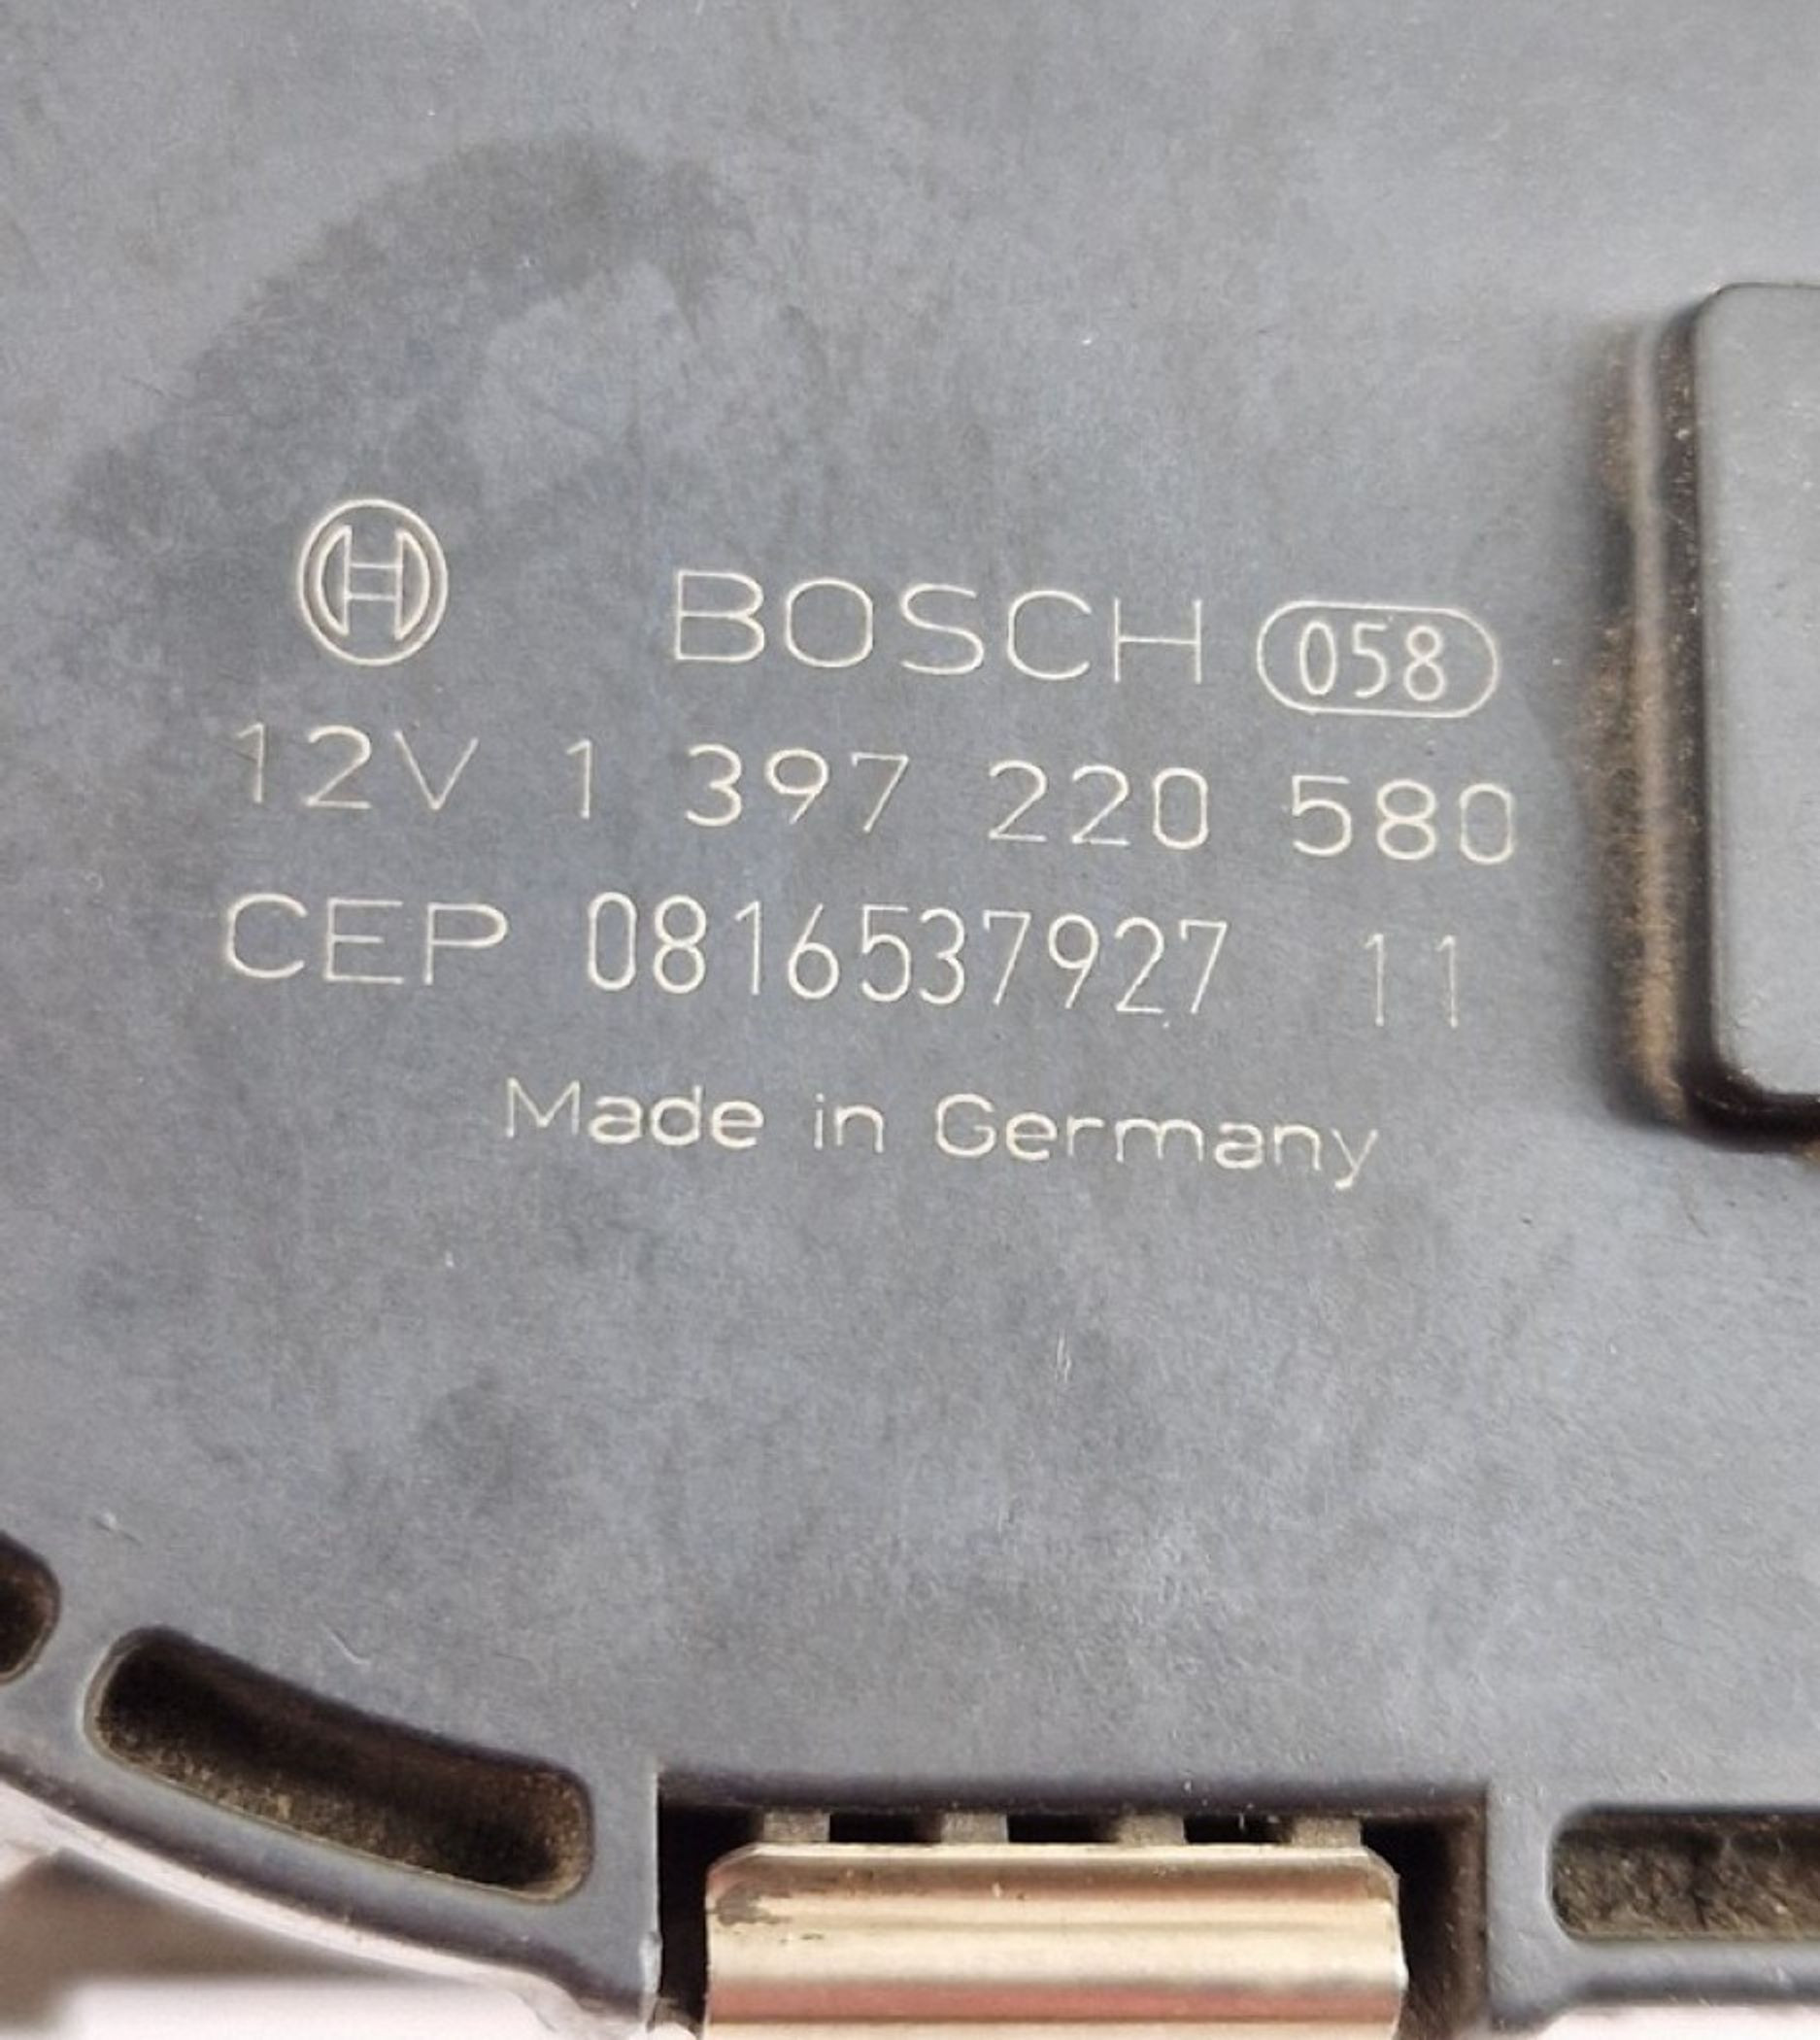 BOSCH 058
12V 1 397 220 580
CEP 0816537927 11
Made in Germany